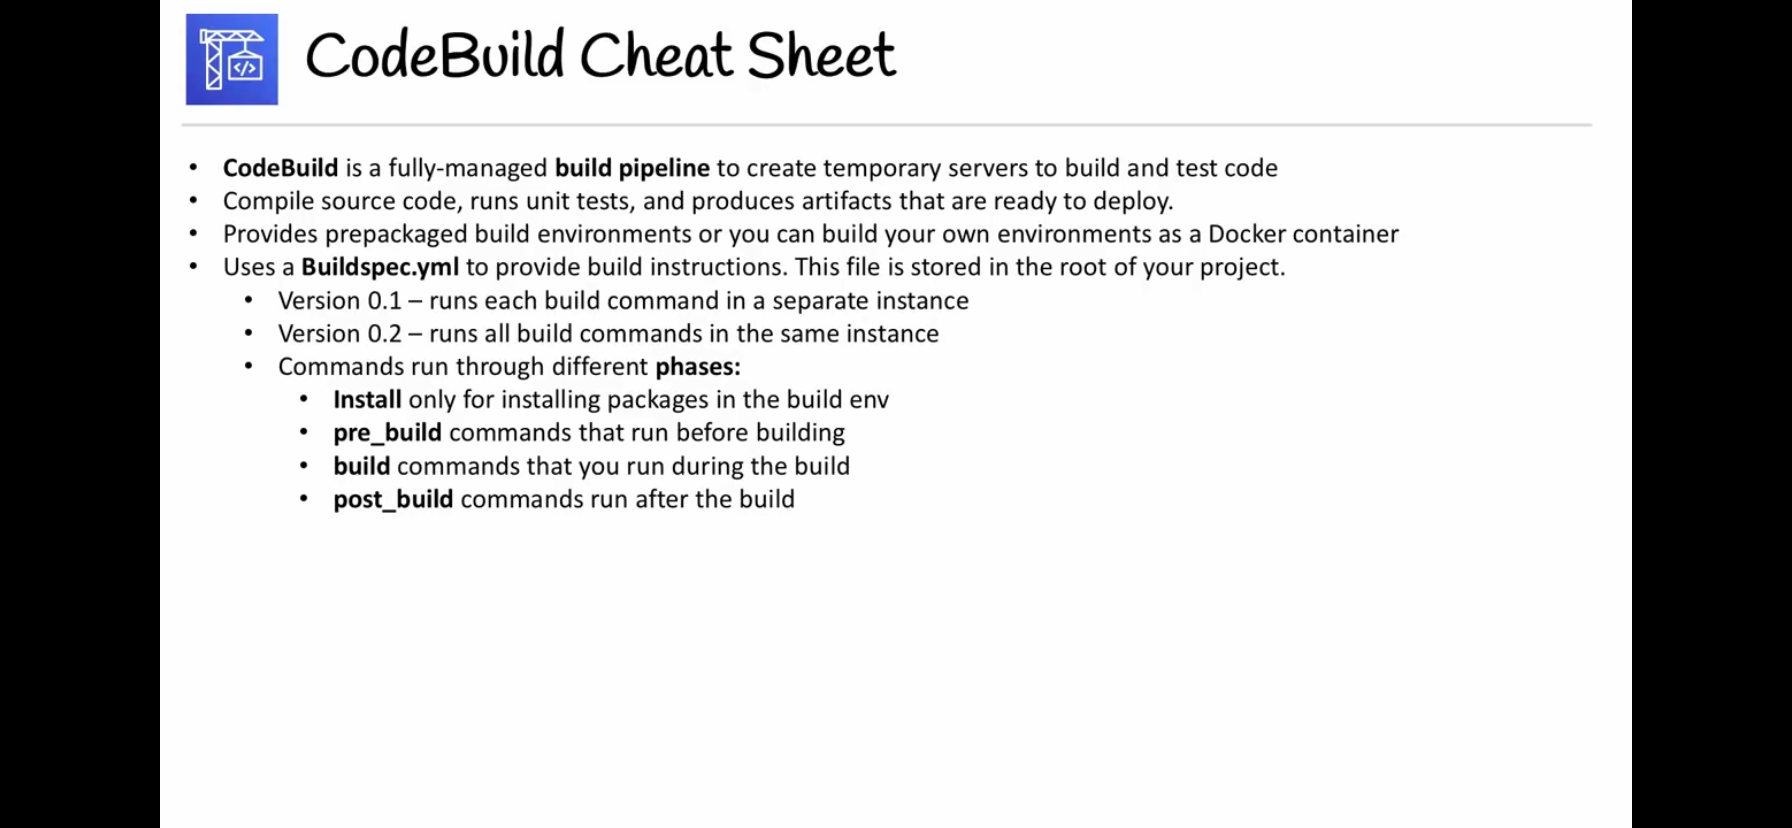 </>
CodeBuild Cheat Sheet
• CodeBuild is a fully-managed build pipeline to create temporary servers to build and test code
• Compile source code, runs unit tests, and produces artifacts that are ready to deploy.
• Provides prepackaged build environments or you can build your own environments as a Docker container
• Uses a Buildspec.yml to provide build instructions. This file is stored in the root of your project.
• Version 0.1 – runs each build command in a separate instance
• Version 0.2 – runs all build commands in the same instance
• Commands run through different phases:
• Install only for installing packages in the build env
• pre_build commands that run before building
• build commands that you run during the build
• post_build commands run after the build